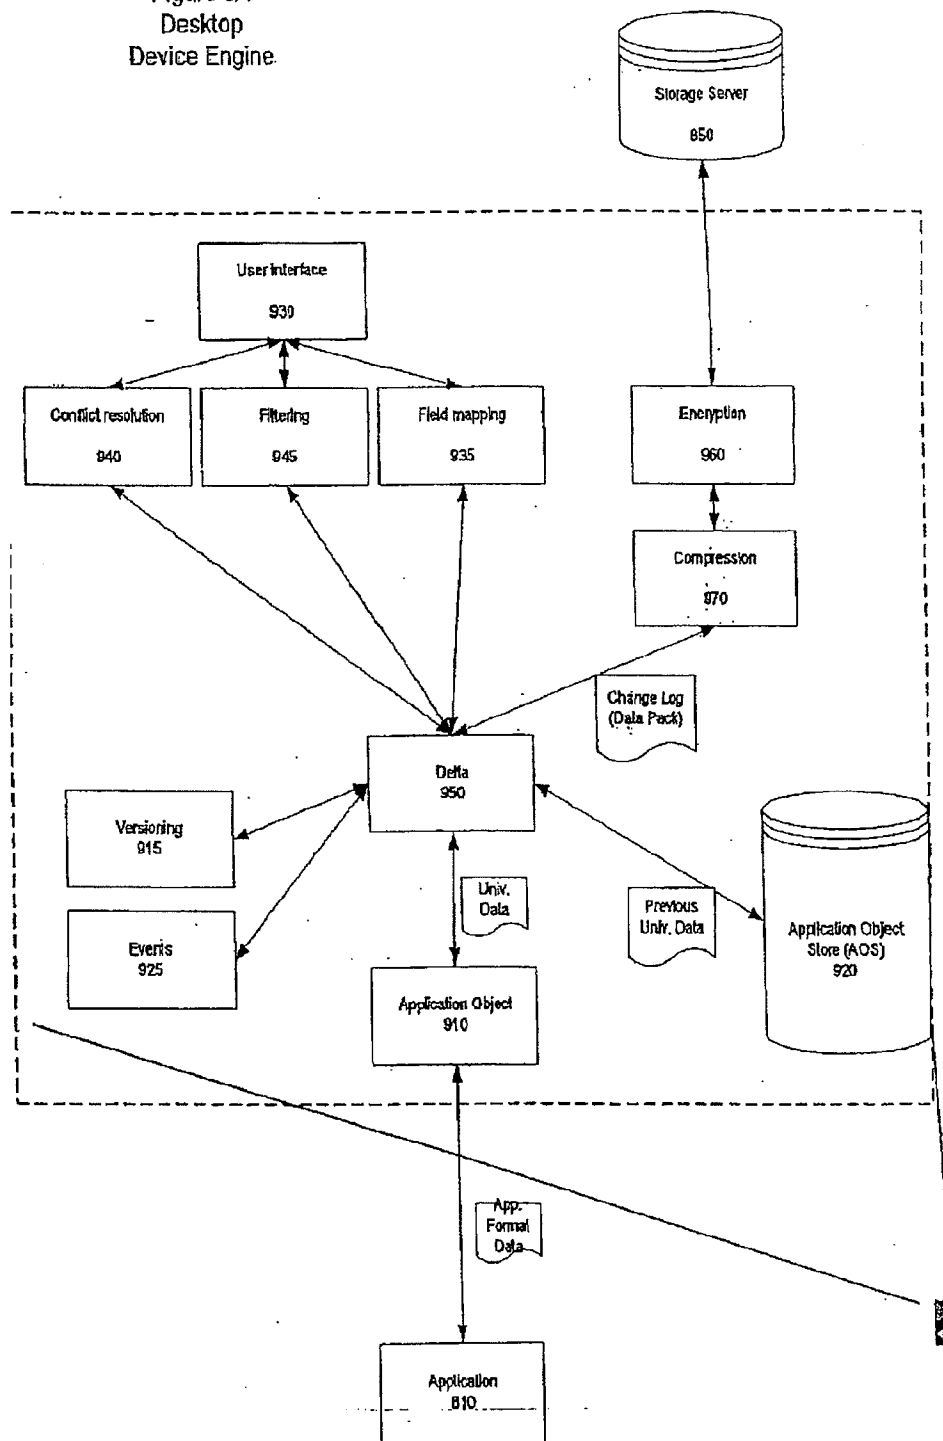 Desktop
Device Engine
Storage Server
850
User interface
930
Conflict resolution
940
Filtering
945
Field mapping
935
Encryption
960
Compression
970
Change Log
(Data Pack)
Delta
950
Versioning
915
Events
925
Univ.
Data
Previous
Univ. Data
Application Object
Store (AOS)
920
Application Object
910
App.
Format
Data
Application
810